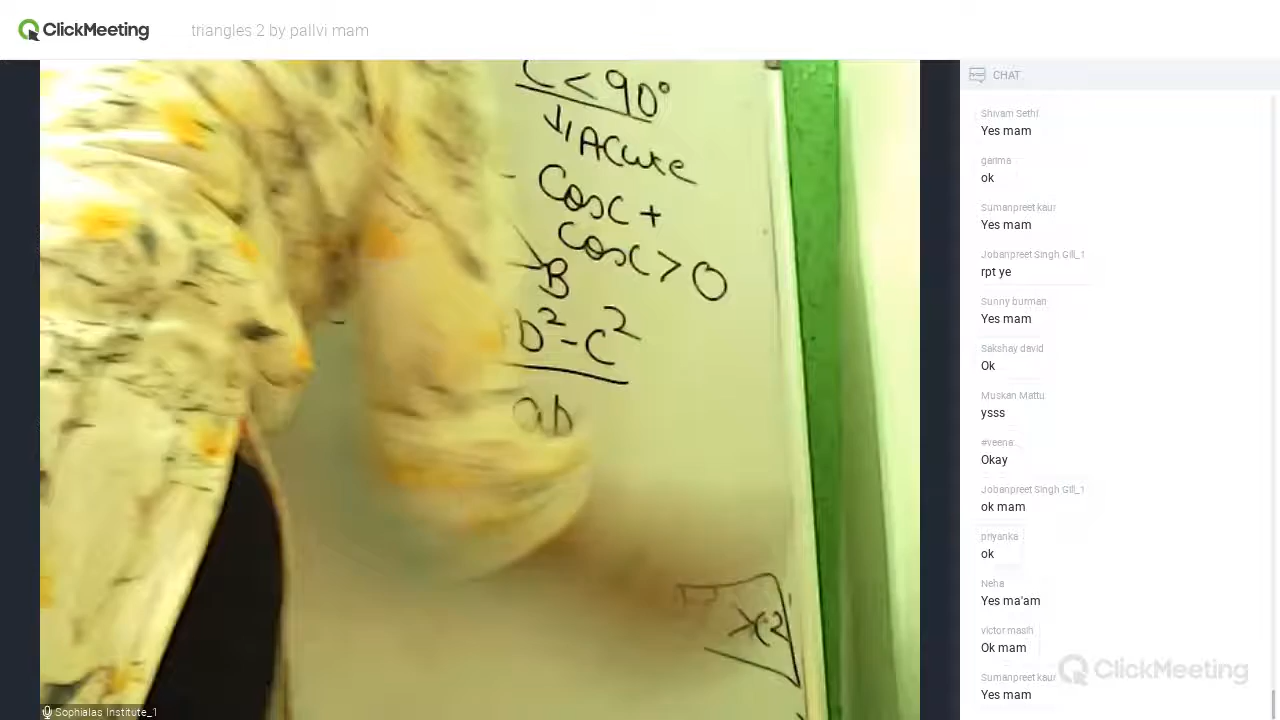 ClickMeeting
triangles 2 by pallvi mam
C < 90°
Acute
Cosc +
Cosc > 0
B
b² - c²
ab
x²
Sophialas Institute_1
CHAT
Shivam Sethi
Yes mam
garima
ok
Sumanpreet kaur
Yes mam
Jobanpreet Singh Gill_1
rpt ye
Sunny burman
Yes mam
Sakshay david
Ok
Muskan Mattu
ysss
#veena..
Okay
Jobanpreet Singh Gill_1
ok mam
priyanka
ok
Neha
Yes ma'am
victor masih
Ok mam
Sumanpreet kaur
Yes mam
ClickMeeting